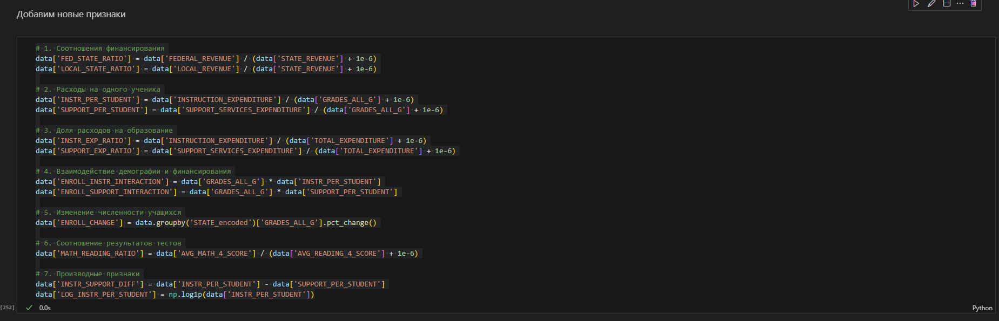 Добавим новые признаки
# 1. Соотношения финансирования
data['FED_STATE_RATIO'] = data['FEDERAL_REVENUE'] / (data['STATE_REVENUE'] + 1e-6)
data['LOCAL_STATE_RATIO'] = data['LOCAL_REVENUE'] / (data['STATE_REVENUE'] + 1e-6)
# 2. Расходы на одного ученика
data['INSTR_PER_STUDENT'] = data['INSTRUCTION_EXPENDITURE'] / (data['GRADES_ALL_G'] + 1e-6)
data['SUPPORT_PER_STUDENT'] = data['SUPPORT_SERVICES_EXPENDITURE'] / (data['GRADES_ALL_G'] + 1e-6)
# 3. Доля расходов на образование
data['INSTR_EXP_RATIO'] = data['INSTRUCTION_EXPENDITURE'] / (data['TOTAL_EXPENDITURE'] + 1e-6)
data['SUPPORT_EXP_RATIO'] = data['SUPPORT_SERVICES_EXPENDITURE'] / (data['TOTAL_EXPENDITURE'] + 1e-6)
# 4. Взаимодействие демографии и финансирования
data['ENROLL_INSTR_INTERACTION'] = data['GRADES_ALL_G'] * data['INSTR_PER_STUDENT']
data['ENROLL_SUPPORT_INTERACTION'] = data['GRADES_ALL_G'] * data['SUPPORT_PER_STUDENT']
# 5. Изменение численности учащихся
data['ENROLL_CHANGE'] = data.groupby('STATE_encoded')['GRADES_ALL_G'].pct_change()
# 6. Соотношение результатов тестов
data['MATH_READING_RATIO'] = data['AVG_MATH_4_SCORE'] / (data['AVG_READING_4_SCORE'] + 1e-6)
# 7. Производные признаки
data['INSTR_SUPPORT_DIFF'] = data['INSTR_PER_STUDENT'] - data['SUPPORT_PER_STUDENT']
data['LOG_INSTR_PER_STUDENT'] = np.log1p(data['INSTR_PER_STUDENT'])
[252]
0.0s
Python